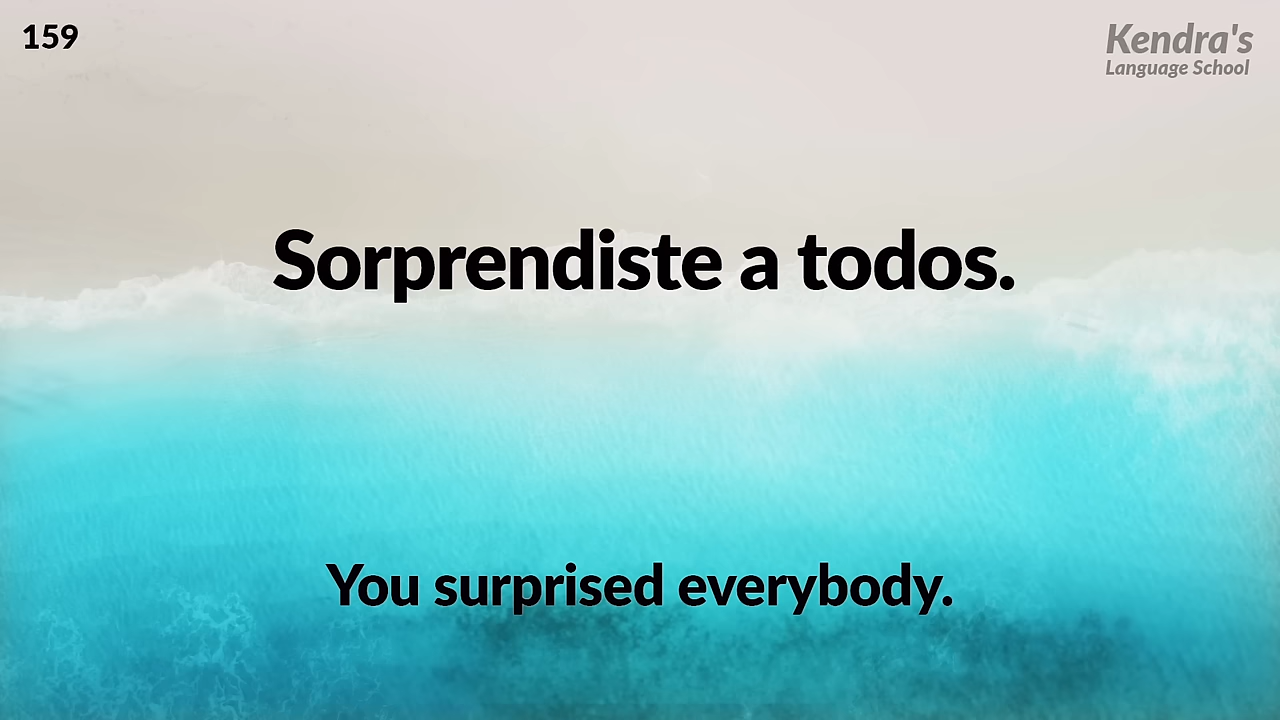 159
Kendra's
Language School
Sorprendiste a todos.
You surprised everybody.